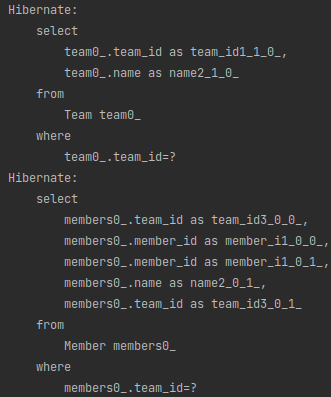 Hibernate:
    select
        team0_.team_id as team_id1_1_0_,
        team0_.name as name2_1_0_
    from
        Team team0_
    where
        team0_.team_id=?
Hibernate:
    select
        members0_.team_id as team_id3_0_0_,
        members0_.member_id as member_i1_0_0_,
        members0_.member_id as member_i1_0_1_,
        members0_.name as name2_0_1_,
        members0_.team_id as team_id3_0_1_
    from
        Member members0_
    where
        members0_.team_id=?